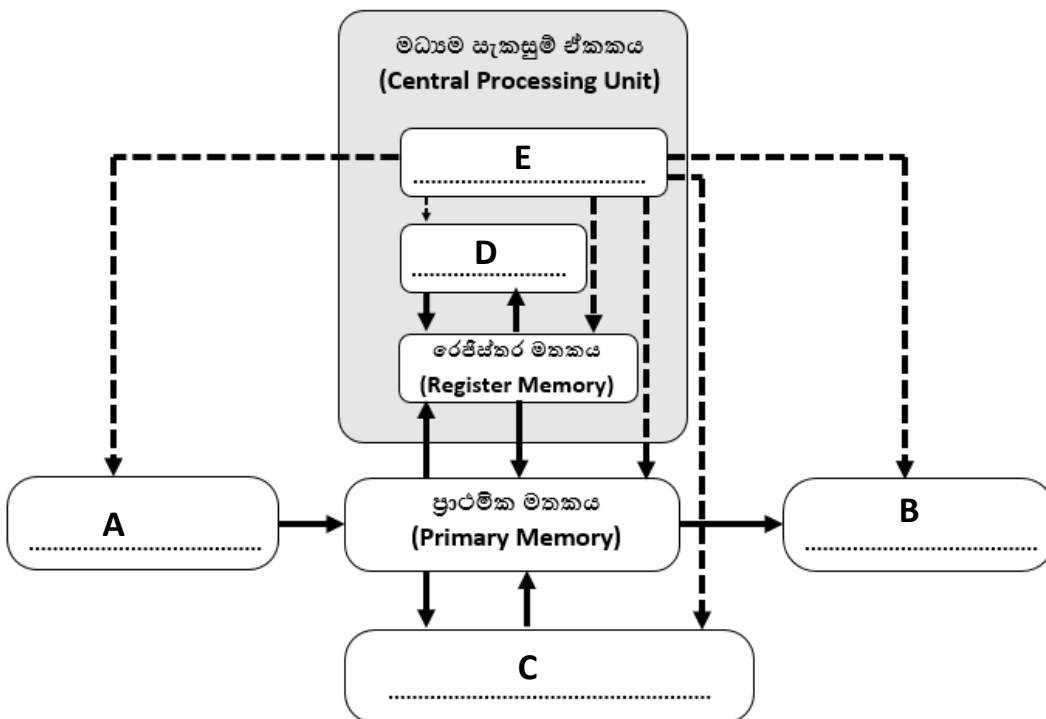 මධ්‍යම සැකසුම් ඒකකය
(Central Processing Unit)
E
D
රෙජිස්තර මතකය
(Register Memory)
A
ප්‍රාථමික මතකය
(Primary Memory)
B
C